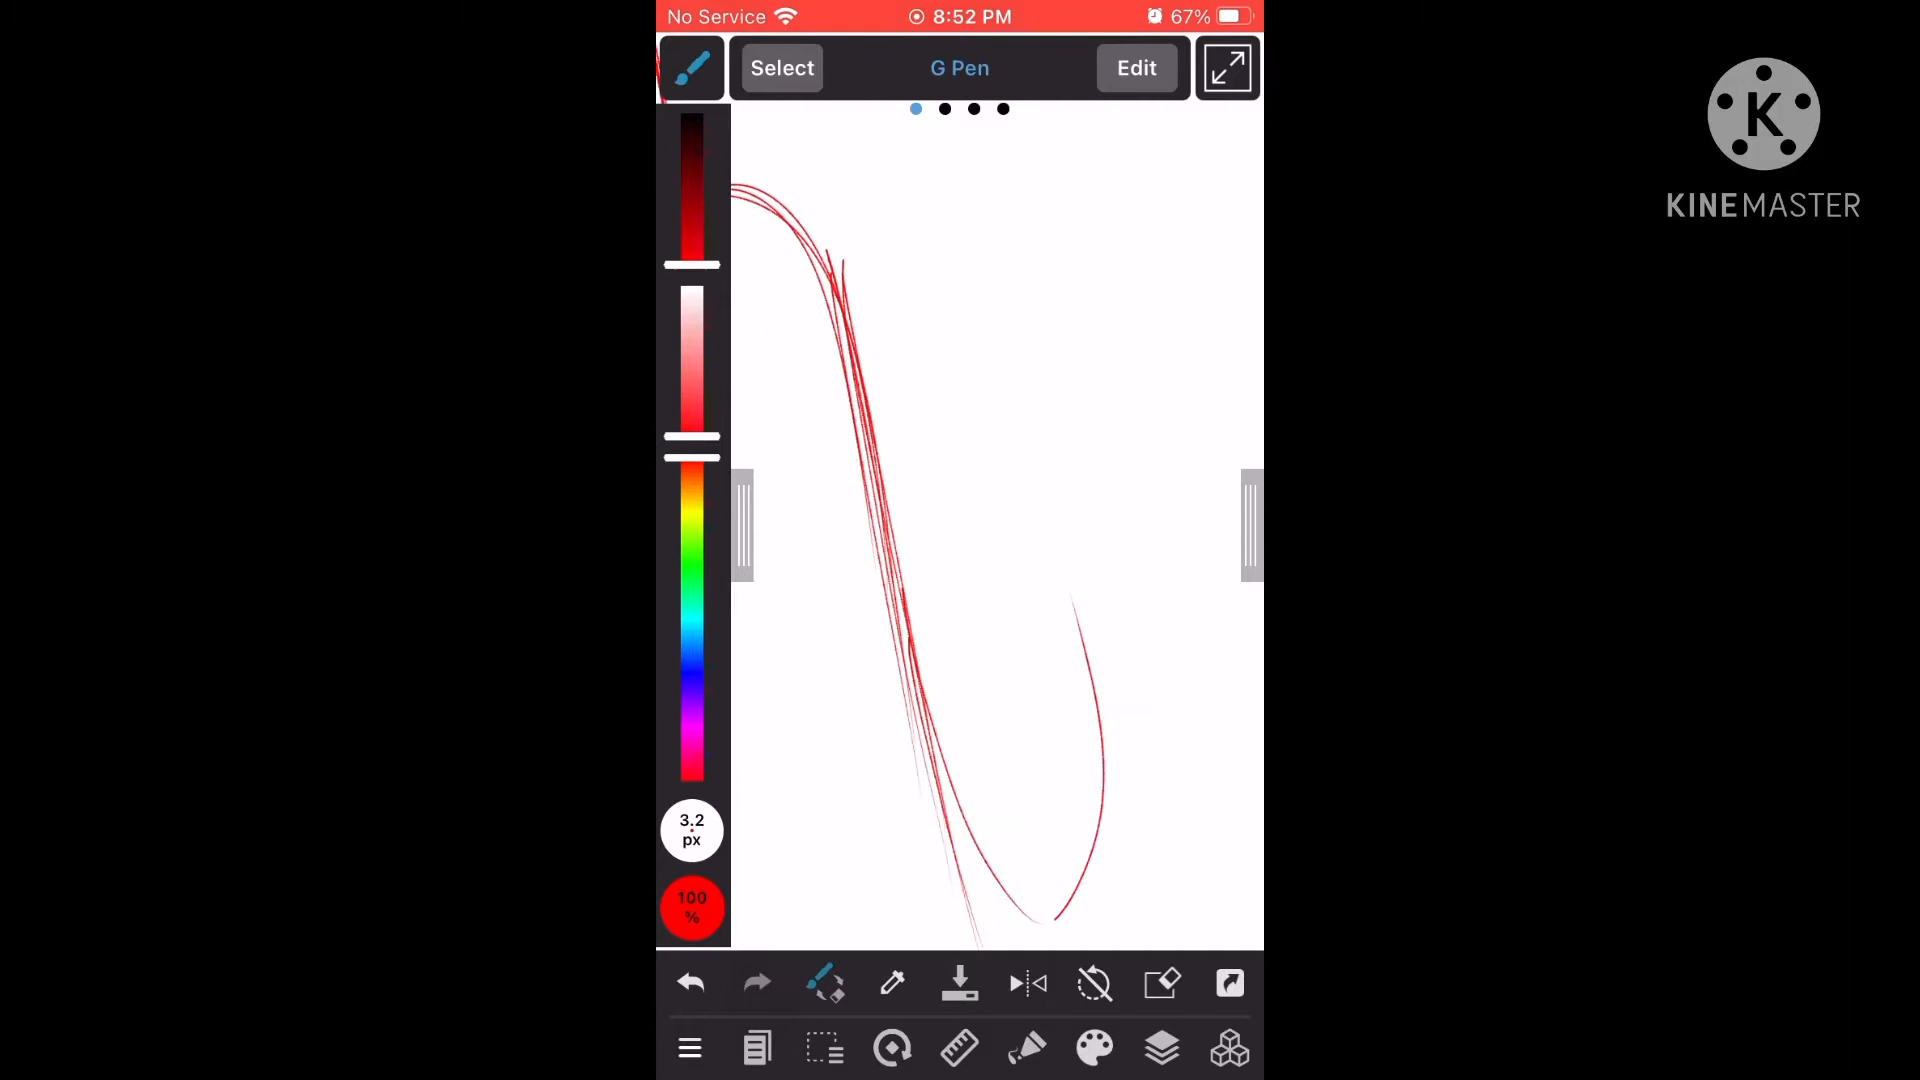 No Service 8:52 PM 67%
Select G Pen Edit
K
KINEMASTER
3.2
px
100
%